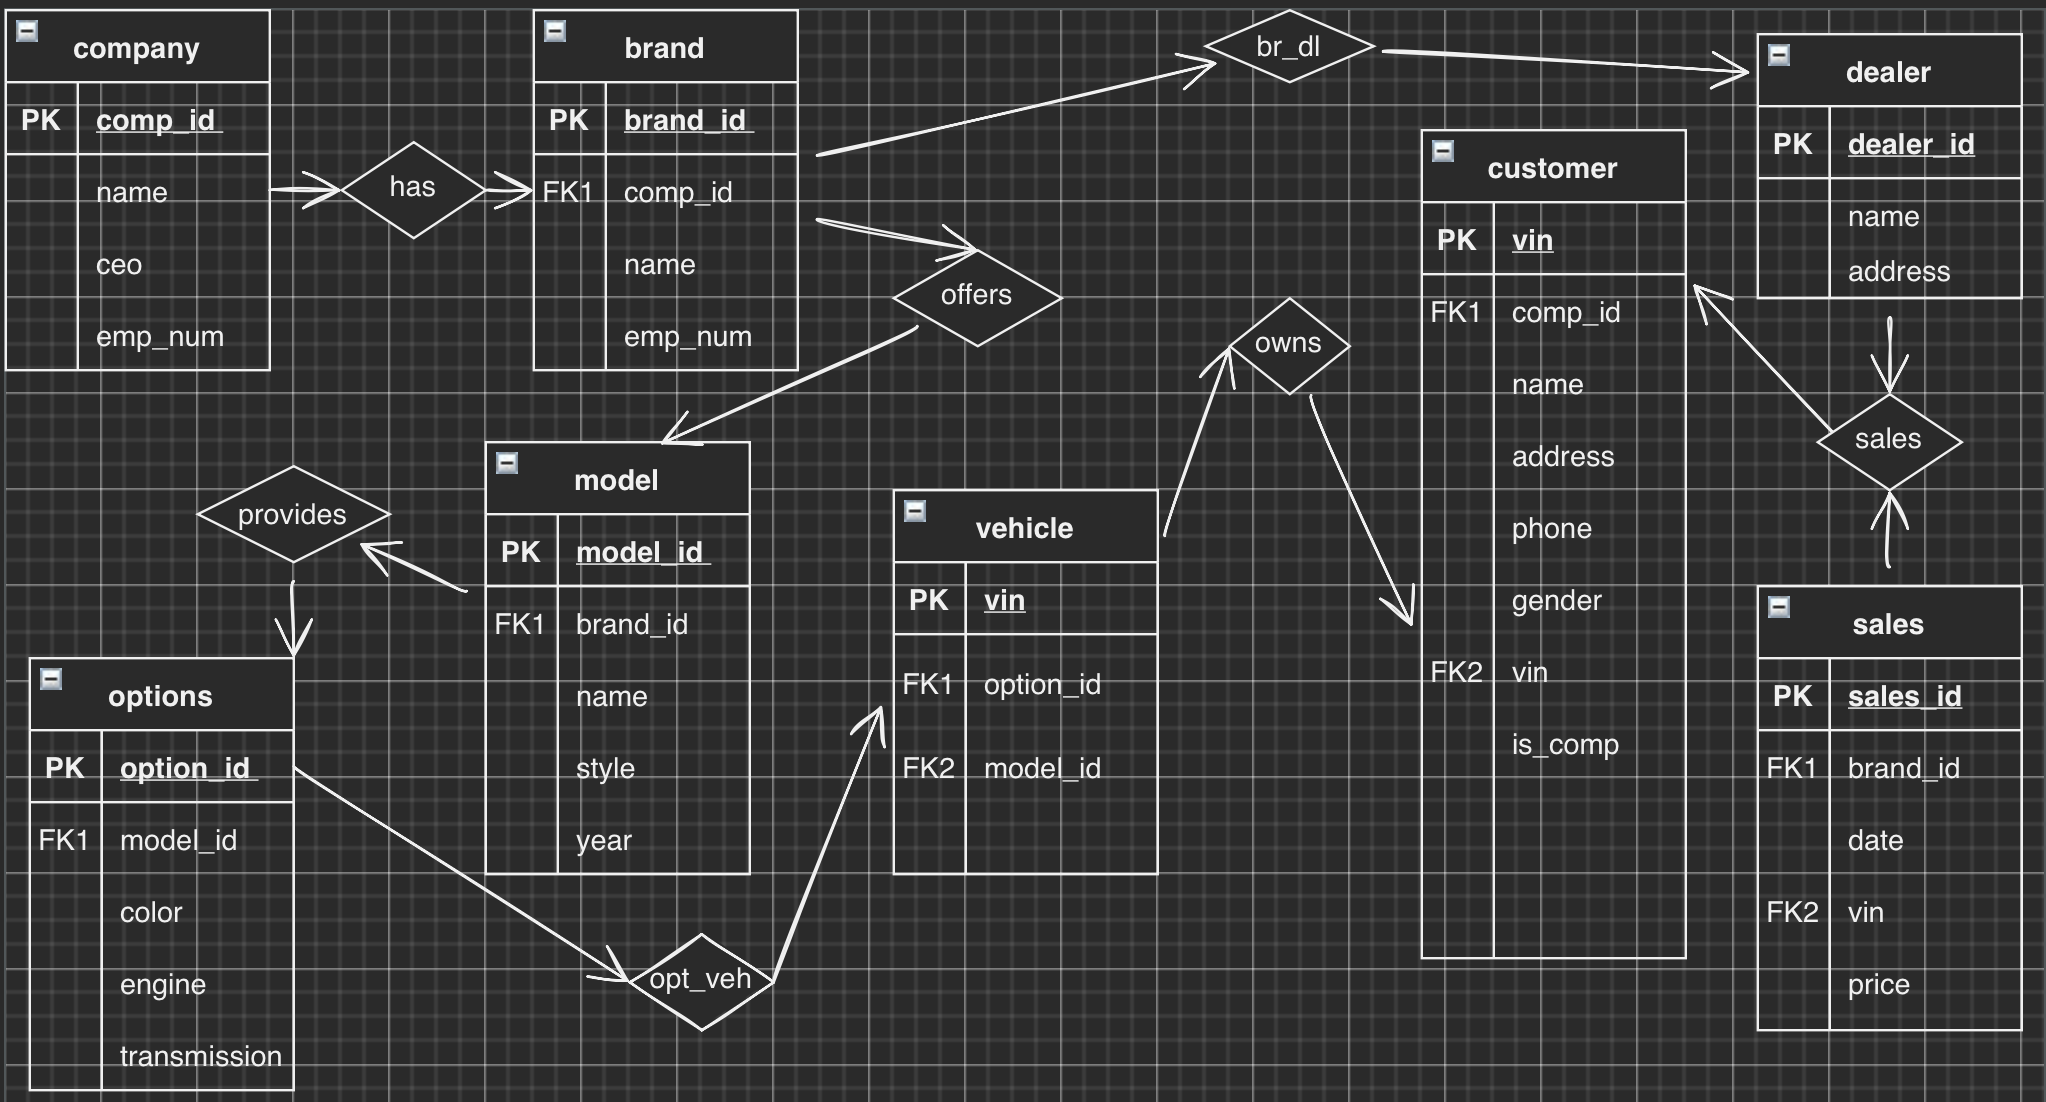 company
PK comp_id
name
ceo
emp_num
has
brand
PK brand_id
FK1 comp_id
name
emp_num
br_dl
dealer
PK dealer_id
name
address
offers
customer
PK vin
FK1 comp_id
name
address
phone
gender
FK2 vin
is_comp
owns
sales
provides
model
PK model_id
FK1 brand_id
name
style
year
vehicle
PK vin
FK1 option_id
FK2 model_id
sales
PK sales_id
FK1 brand_id
date
FK2 vin
price
options
PK option_id
FK1 model_id
color
engine
transmission
opt_veh